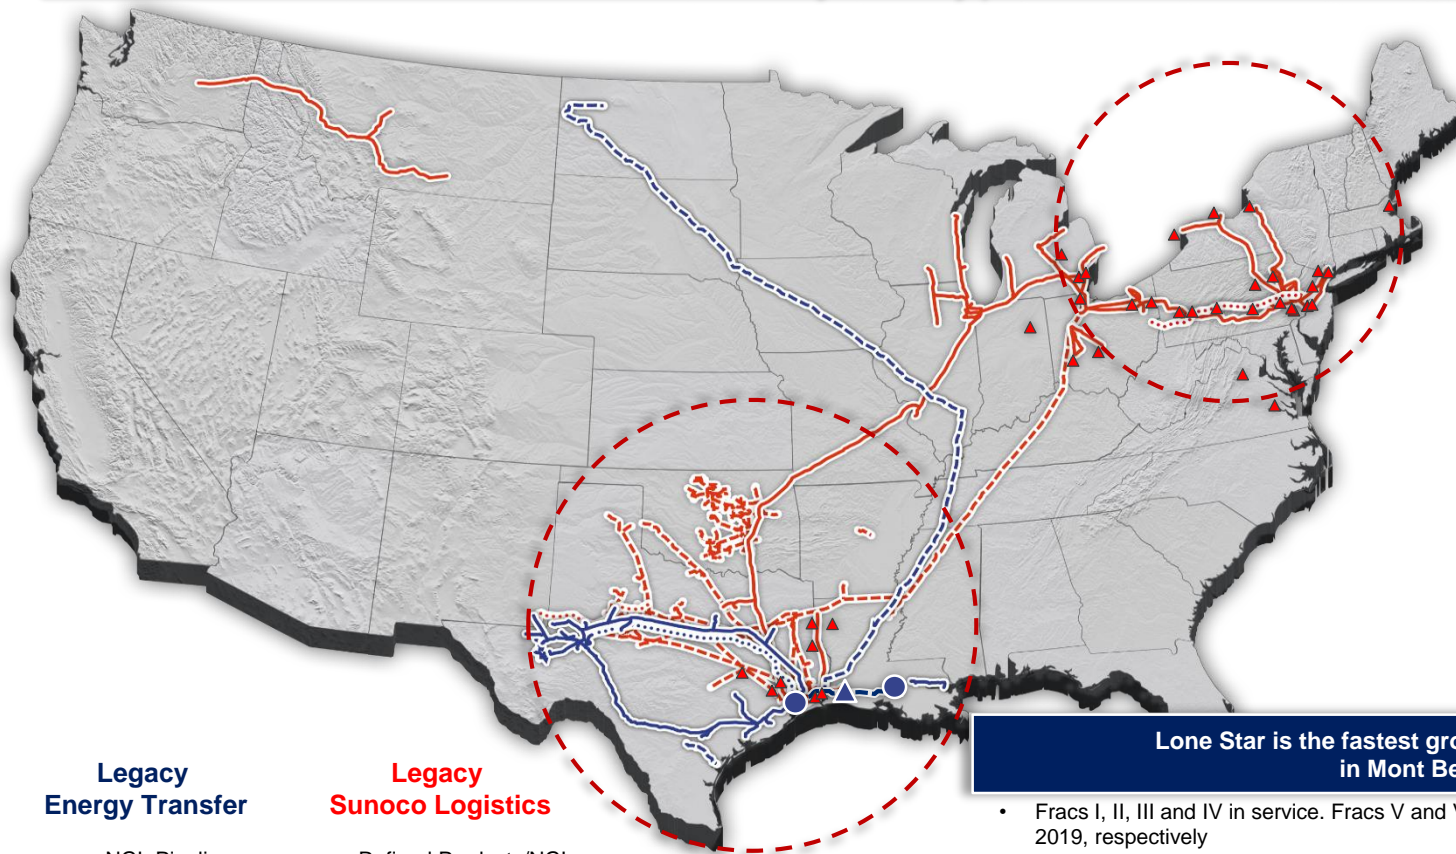 Legacy
Energy Transfer
Legacy
Sunoco Logistics
Lone Star is the fastest gro
in Mont Be
• Fracs I, II, III and IV in service. Fracs V and V
2019, respectively